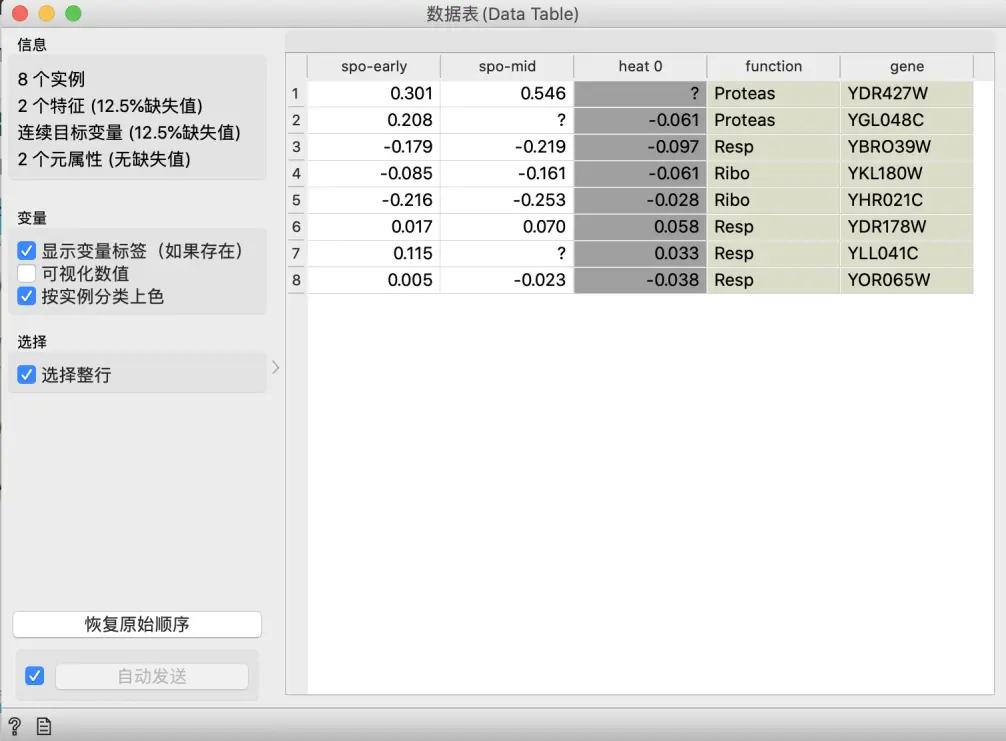 数据表 (Data Table)
信息
8 个实例
2 个特征 (12.5%缺失值)
连续目标变量 (12.5%缺失值)
2 个元属性 (无缺失值)
变量
显示变量标签（如果存在）
可视化数值
按实例分类上色
选择
选择整行
恢复原始顺序
自动发送
spo-early spo-mid heat 0 function gene
1 0.301 0.546 ? Proteas YDR427W
2 0.208 ? -0.061 Proteas YGL048C
3 -0.179 -0.219 -0.097 Resp YBRO39W
4 -0.085 -0.161 -0.061 Ribo YKL180W
5 -0.216 -0.253 -0.028 Ribo YHR021C
6 0.017 0.070 0.058 Resp YDR178W
7 0.115 ? 0.033 Resp YLL041C
8 0.005 -0.023 -0.038 Resp YOR065W
?